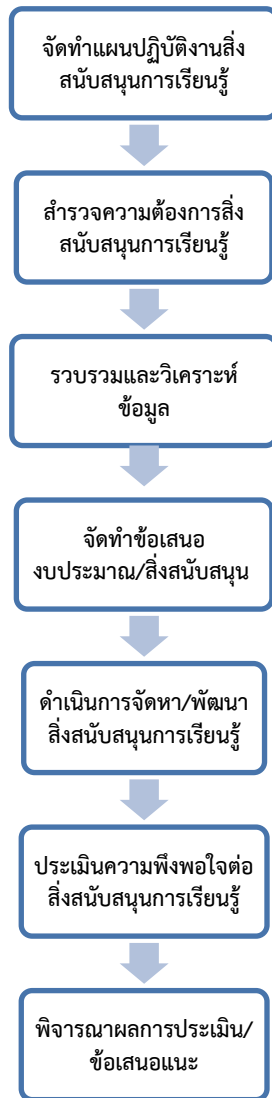 จัดทำแผนปฏิบัติงานสิ่ง
สนับสนุนการเรียนรู้
สำรวจความต้องการสิ่ง
สนับสนุนการเรียนรู้
รวบรวมและวิเคราะห์
ข้อมูล
จัดทำข้อเสนอ
งบประมาณ/สิ่งสนับสนุน
ดำเนินการจัดหา/พัฒนา
สิ่งสนับสนุนการเรียนรู้
ประเมินความพึงพอใจต่อ
สิ่งสนับสนุนการเรียนรู้
พิจารณาผลการประเมิน/
ข้อเสนอแนะ